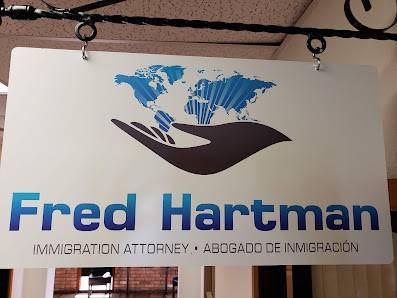 Fred Hartman
IMMIGRATION ATTORNEY • ABOGADO DE INMIGRACIÓN